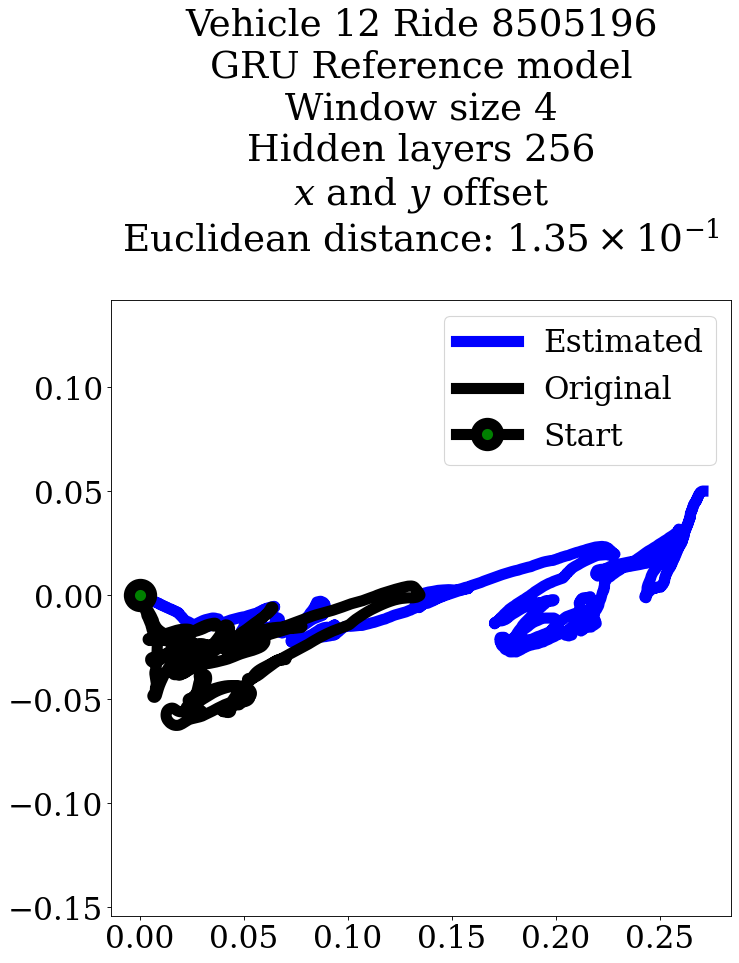 Vehicle 12 Ride 8505196
GRU Reference model
Window size 4
Hidden layers 256
x and y offset
Euclidean distance: 1.35 × 10⁻¹
Estimated
Original
Start
0.10
0.05
0.00
−0.05
−0.10
−0.15
0.00 0.05 0.10 0.15 0.20 0.25